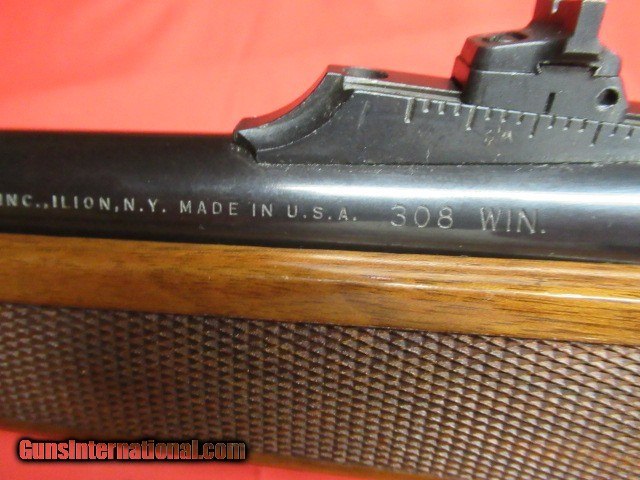 INC., ILION, N.Y. MADE IN U.S.A. 308 WIN.
GunsInternational.com